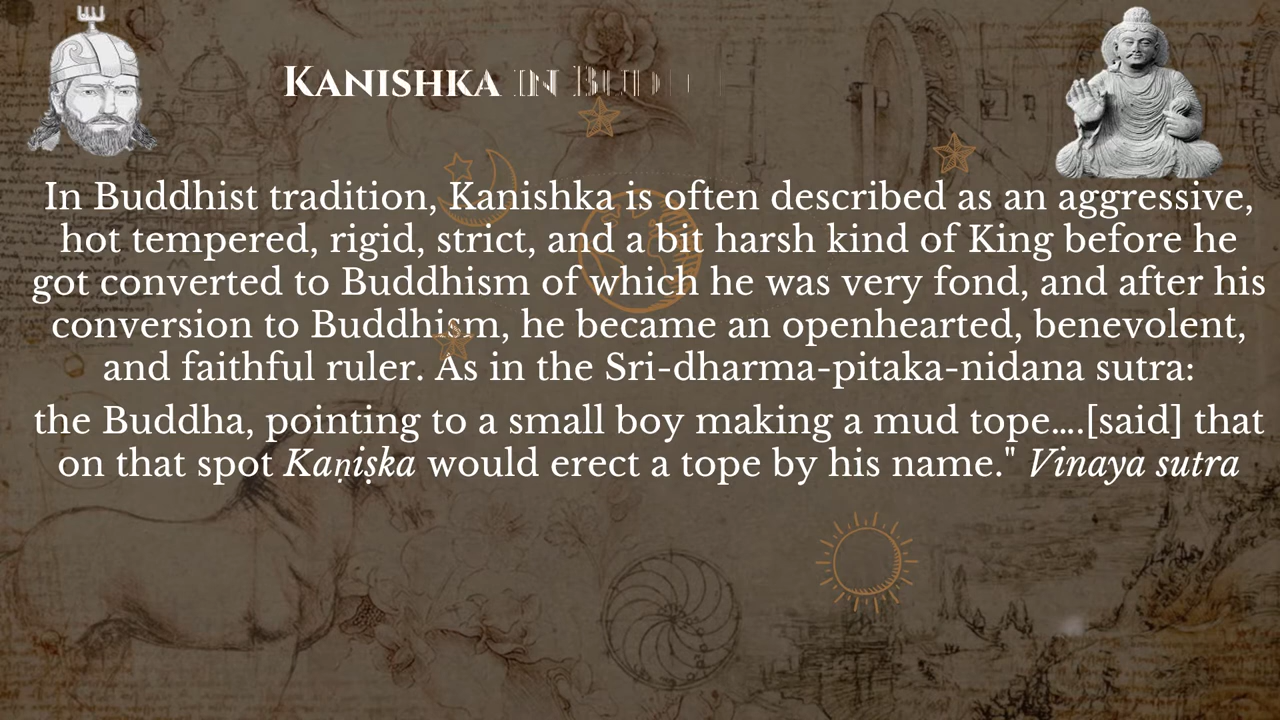 Kanishka in
In Buddhist tradition, Kanishka is often described as an aggressive,
hot tempered, rigid, strict, and a bit harsh kind of King before he
got converted to Buddhism of which he was very fond, and after his
conversion to Buddhism, he became an openhearted, benevolent,
and faithful ruler. As in the Sri-dharma-pitaka-nidana sutra:
the Buddha, pointing to a small boy making a mud tope….[said] that
on that spot Kaṇiṣka would erect a tope by his name." Vinaya sutra